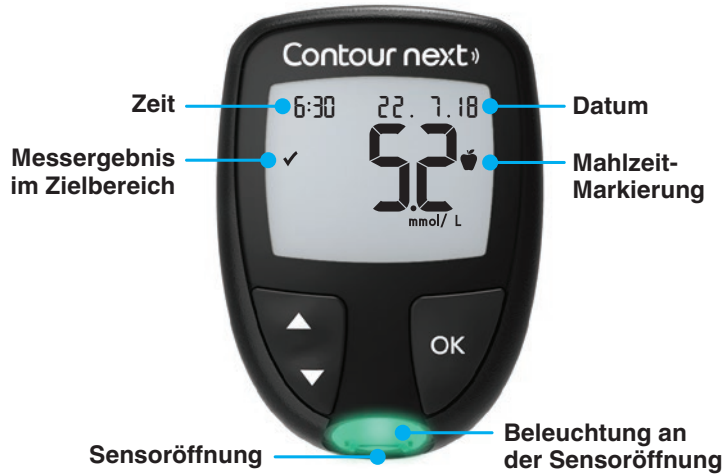 Contour next
Zeit
6:30 22. 7.18
Datum
Messergebnis
im Zielbereich
✓ 5.2
Mahlzeit-
Markierung
mmol/ L
OK
Sensoröffnung
Beleuchtung an
der Sensoröffnung